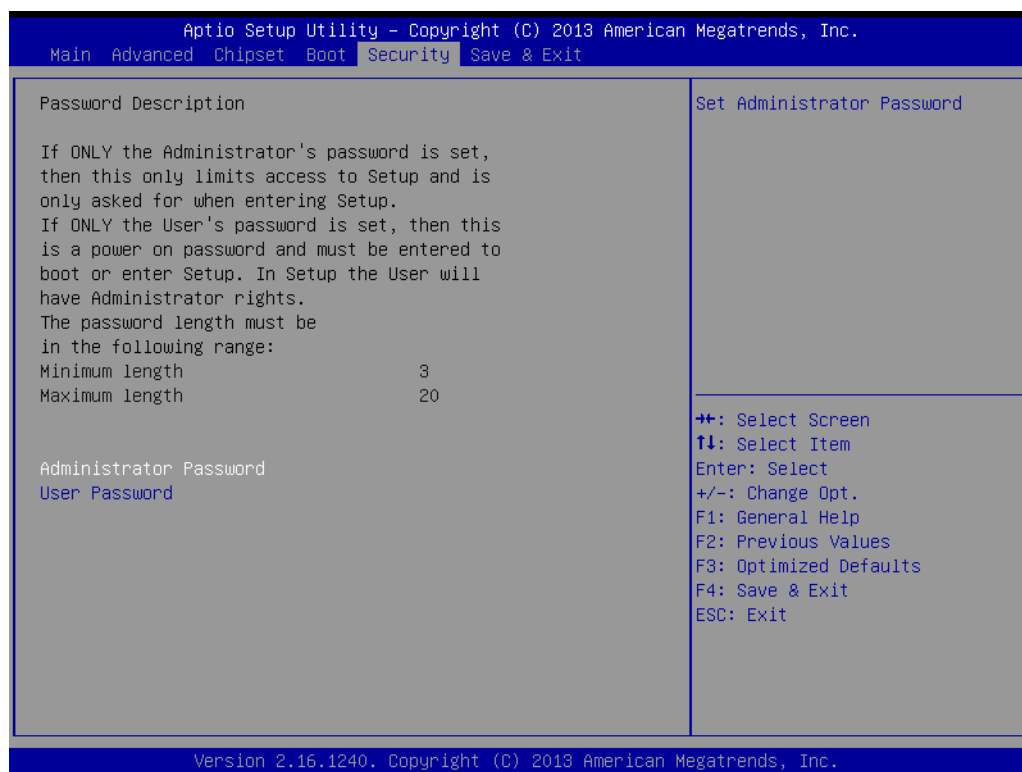 Aptio Setup Utility – Copyright (C) 2013 American Megatrends, Inc.
Main Advanced Chipset Boot Security Save & Exit
Password Description
If ONLY the Administrator's password is set,
then this only limits access to Setup and is
only asked for when entering Setup.
If ONLY the User's password is set, then this
is a power on password and must be entered to
boot or enter Setup. In Setup the User will
have Administrator rights.
The password length must be
in the following range:
Minimum length 3
Maximum length 20
Administrator Password
User Password
Set Administrator Password
→←: Select Screen
↑↓: Select Item
Enter: Select
+/-: Change Opt.
F1: General Help
F2: Previous Values
F3: Optimized Defaults
F4: Save & Exit
ESC: Exit
Version 2.16.1240. Copyright (C) 2013 American Megatrends, Inc.